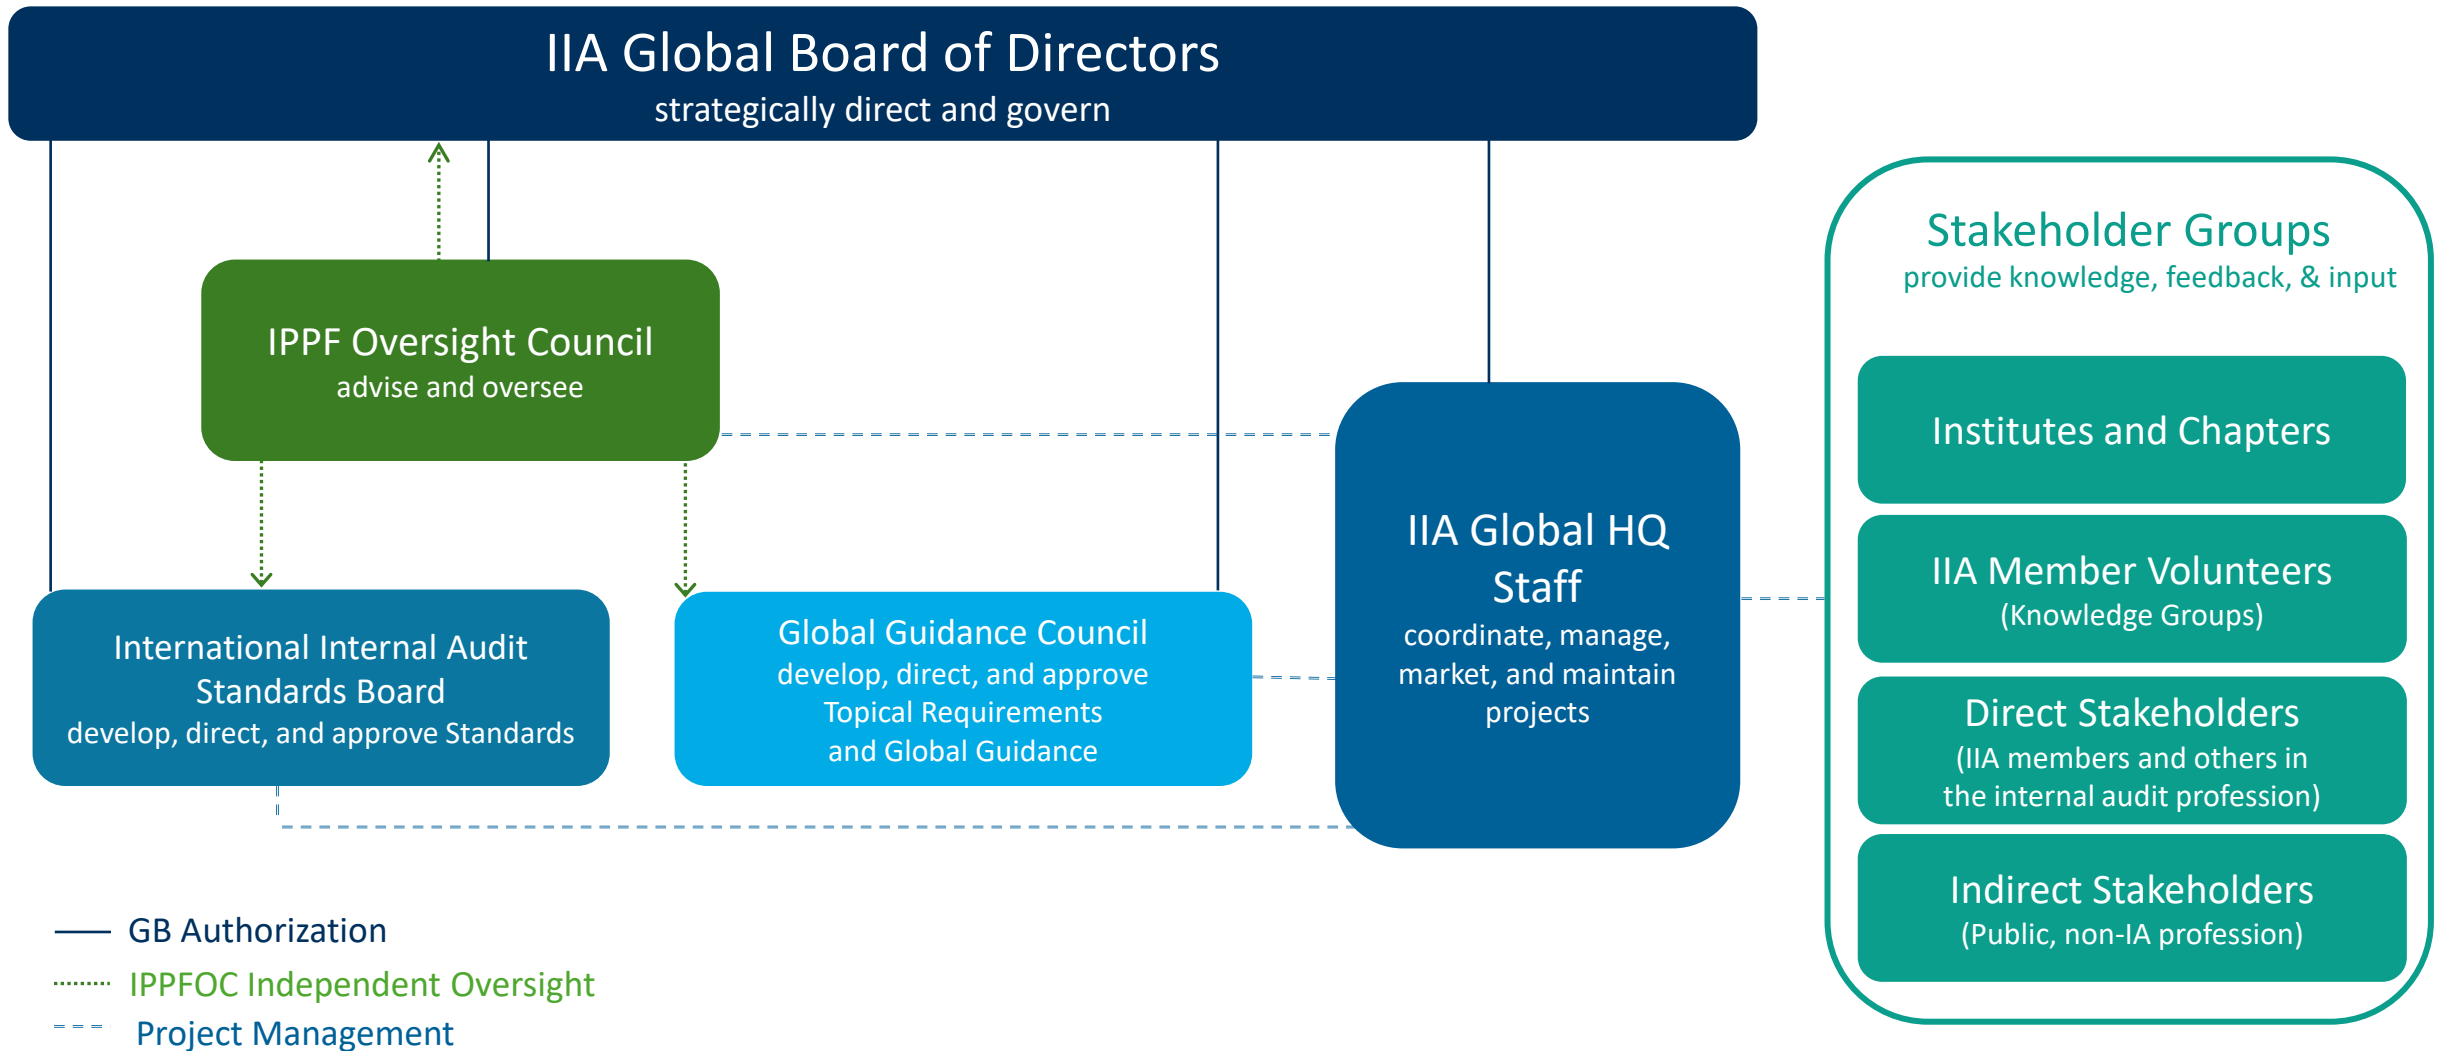 IIA Global Board of Directors
strategically direct and govern
IPPF Oversight Council
advise and oversee
International Internal Audit
Standards Board
develop, direct, and approve Standards
Global Guidance Council
develop, direct, and approve
Topical Requirements
and Global Guidance
IIA Global HQ
Staff
coordinate, manage,
market, and maintain
projects
Stakeholder Groups
provide knowledge, feedback, & input
Institutes and Chapters
IIA Member Volunteers
(Knowledge Groups)
Direct Stakeholders
(IIA members and others in
the internal audit profession)
Indirect Stakeholders
(Public, non-IA profession)
GB Authorization
IPPFOC Independent Oversight
Project Management